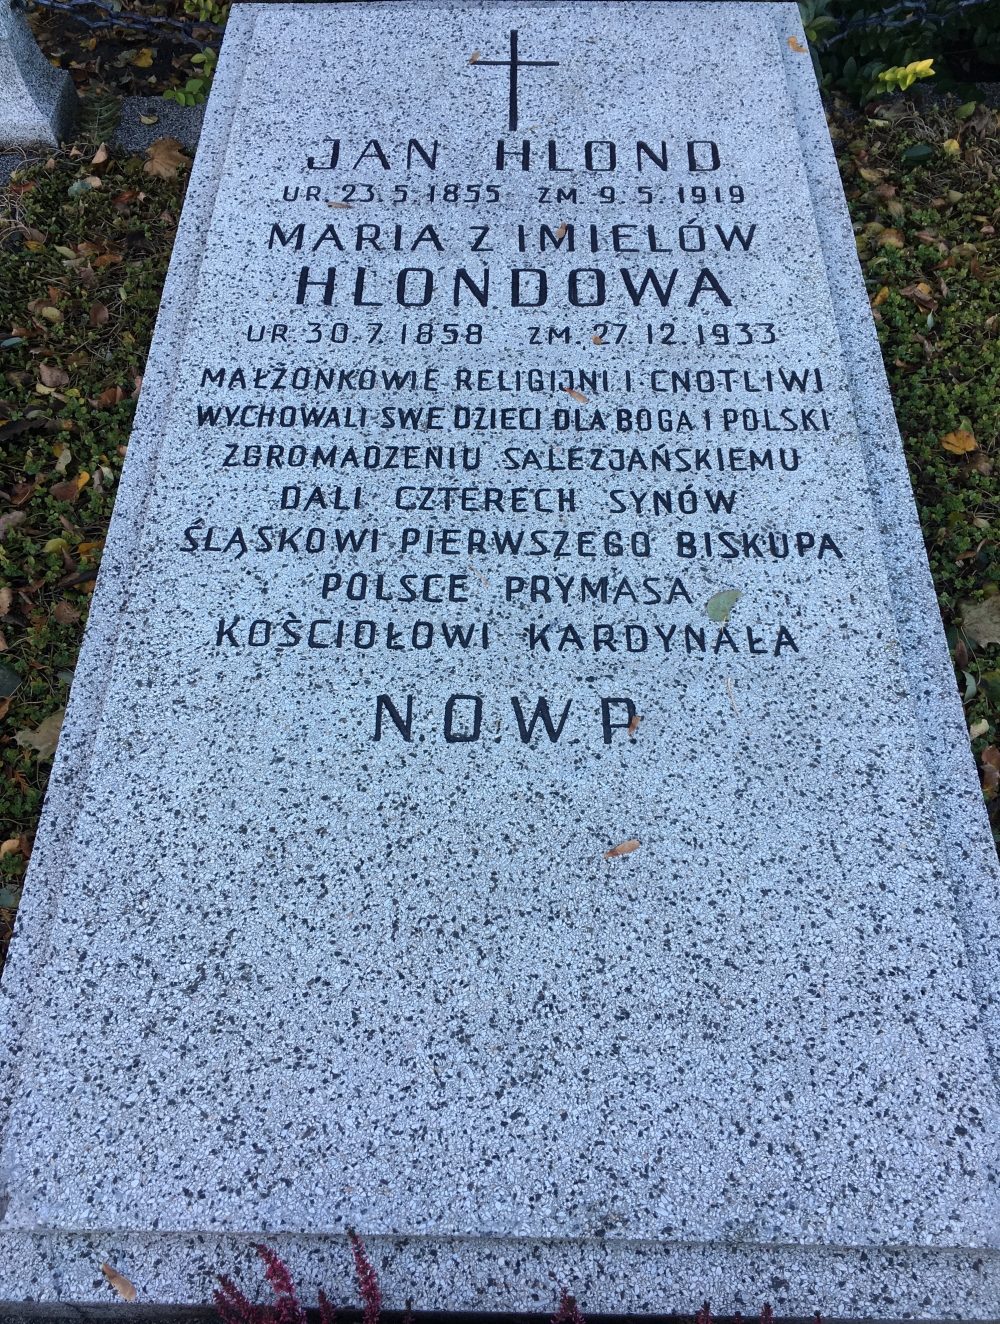 JAN HLOND
UR. 23.5.1855 ZM. 9.5.1919
MARIA Z IMIELÓW
HLONDOWA
UR. 30.7.1858 ZM. 27.12.1933
MAŁŻONKOWIE RELIGIJNI I CNOTLIWI
WYCHOWALI SWE DZIECI DLA BOGA I POLSKI
ZGROMADZENIU SALEZJAŃSKIEMU
DALI CZTERECH SYNÓW
ŚLĄSKOWI PIERWSZEGO BISKUPA
POLSCE PRYMASA
KOŚCIOŁOWI KARDYNAŁA
N.O.W P.